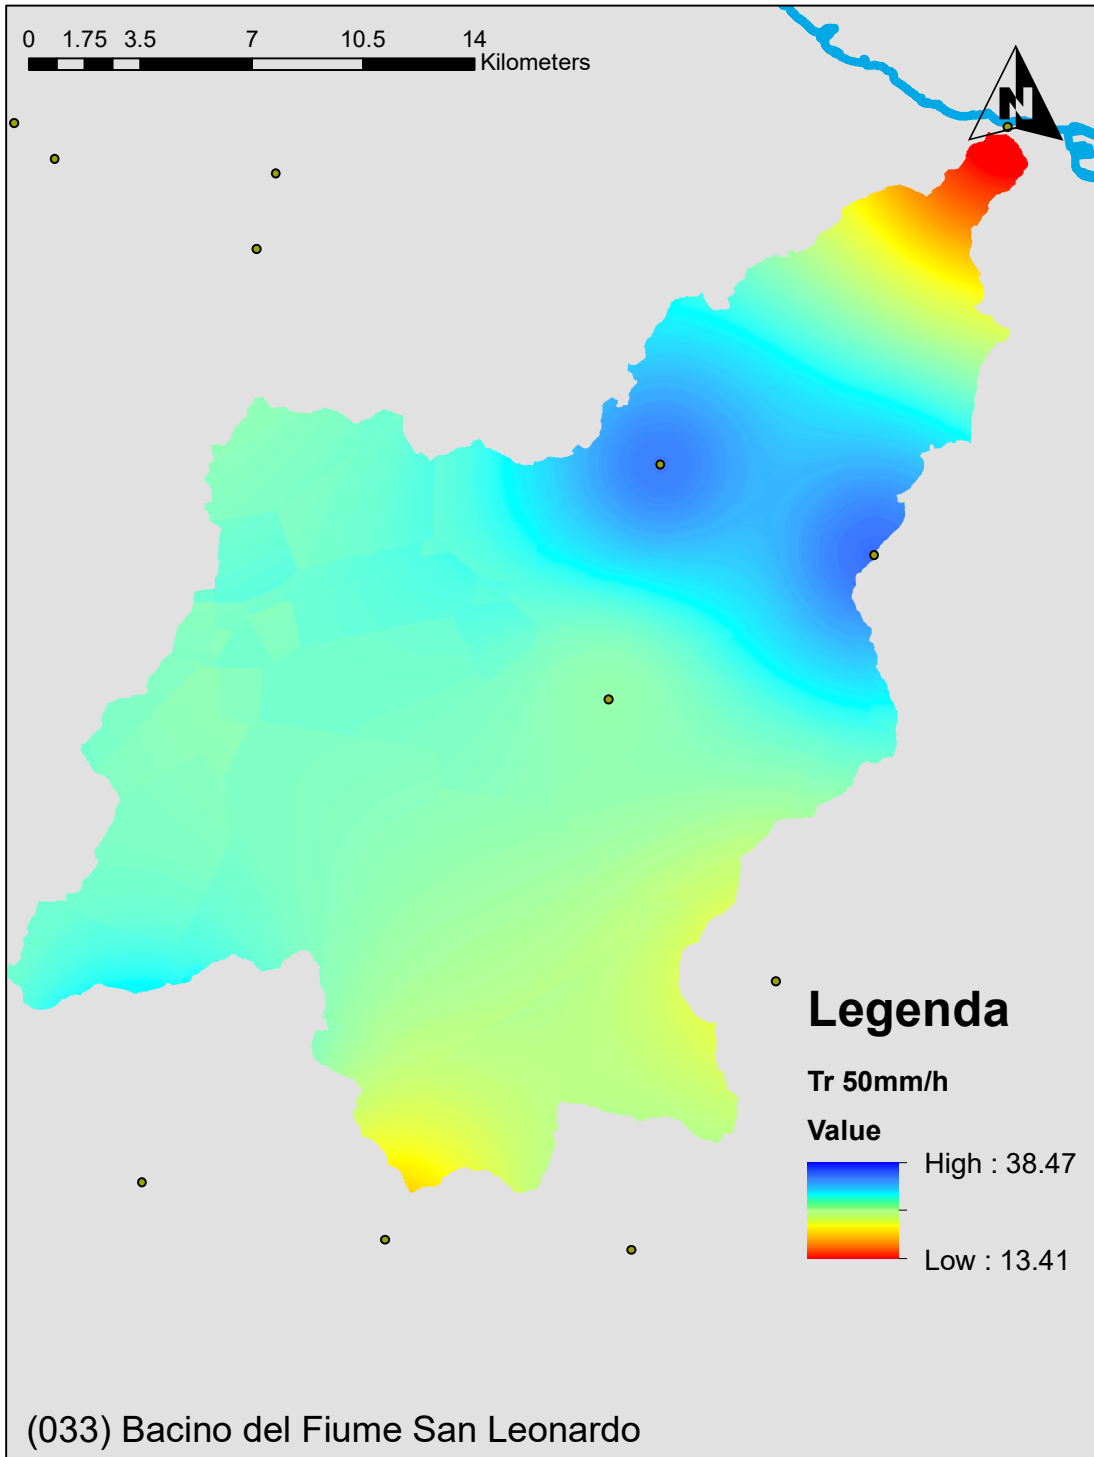 0 1.75 3.5 7 10.5 14
Kilometers
N
Legenda
Tr 50mm/h
Value
High : 38.47
Low : 13.41
(033) Bacino del Fiume San Leonardo